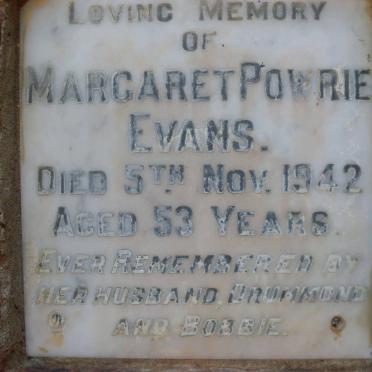 LOVING MEMORY
OF
MARGARET POWRIE
EVANS.
DIED 5TH NOV. 1942
AGED 53 YEARS.
EVER REMEMBERED BY
HER HUSBAND, DRUMMOND
AND BOBBIE.